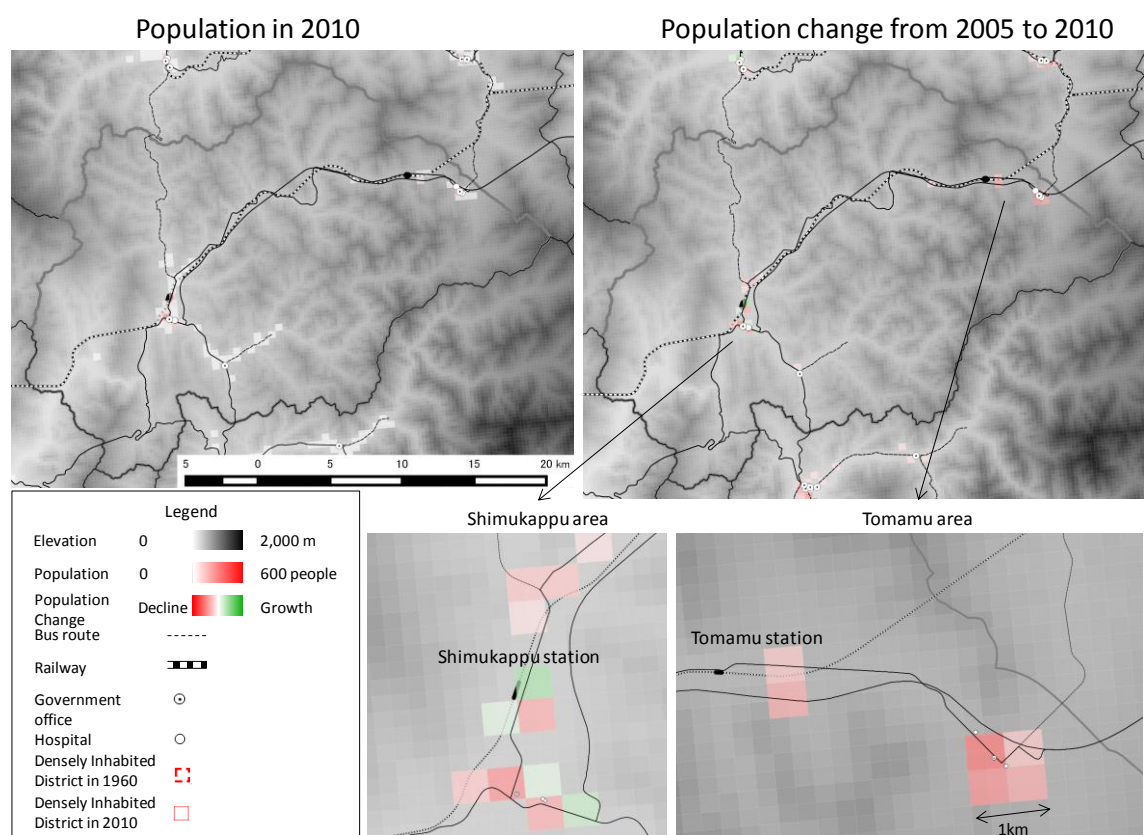 Population in 2010
Population change from 2005 to 2010
5 0 5 10 15 20 km
Legend
Elevation 0 2,000 m
Population 0 600 people
Population Decline Growth
Change
Bus route
Railway
Government
office
Hospital
Densely Inhabited
District in 1960
Densely Inhabited
District in 2010
Shimukappu area
Shimukappu station
Tomamu area
Tomamu station
1km